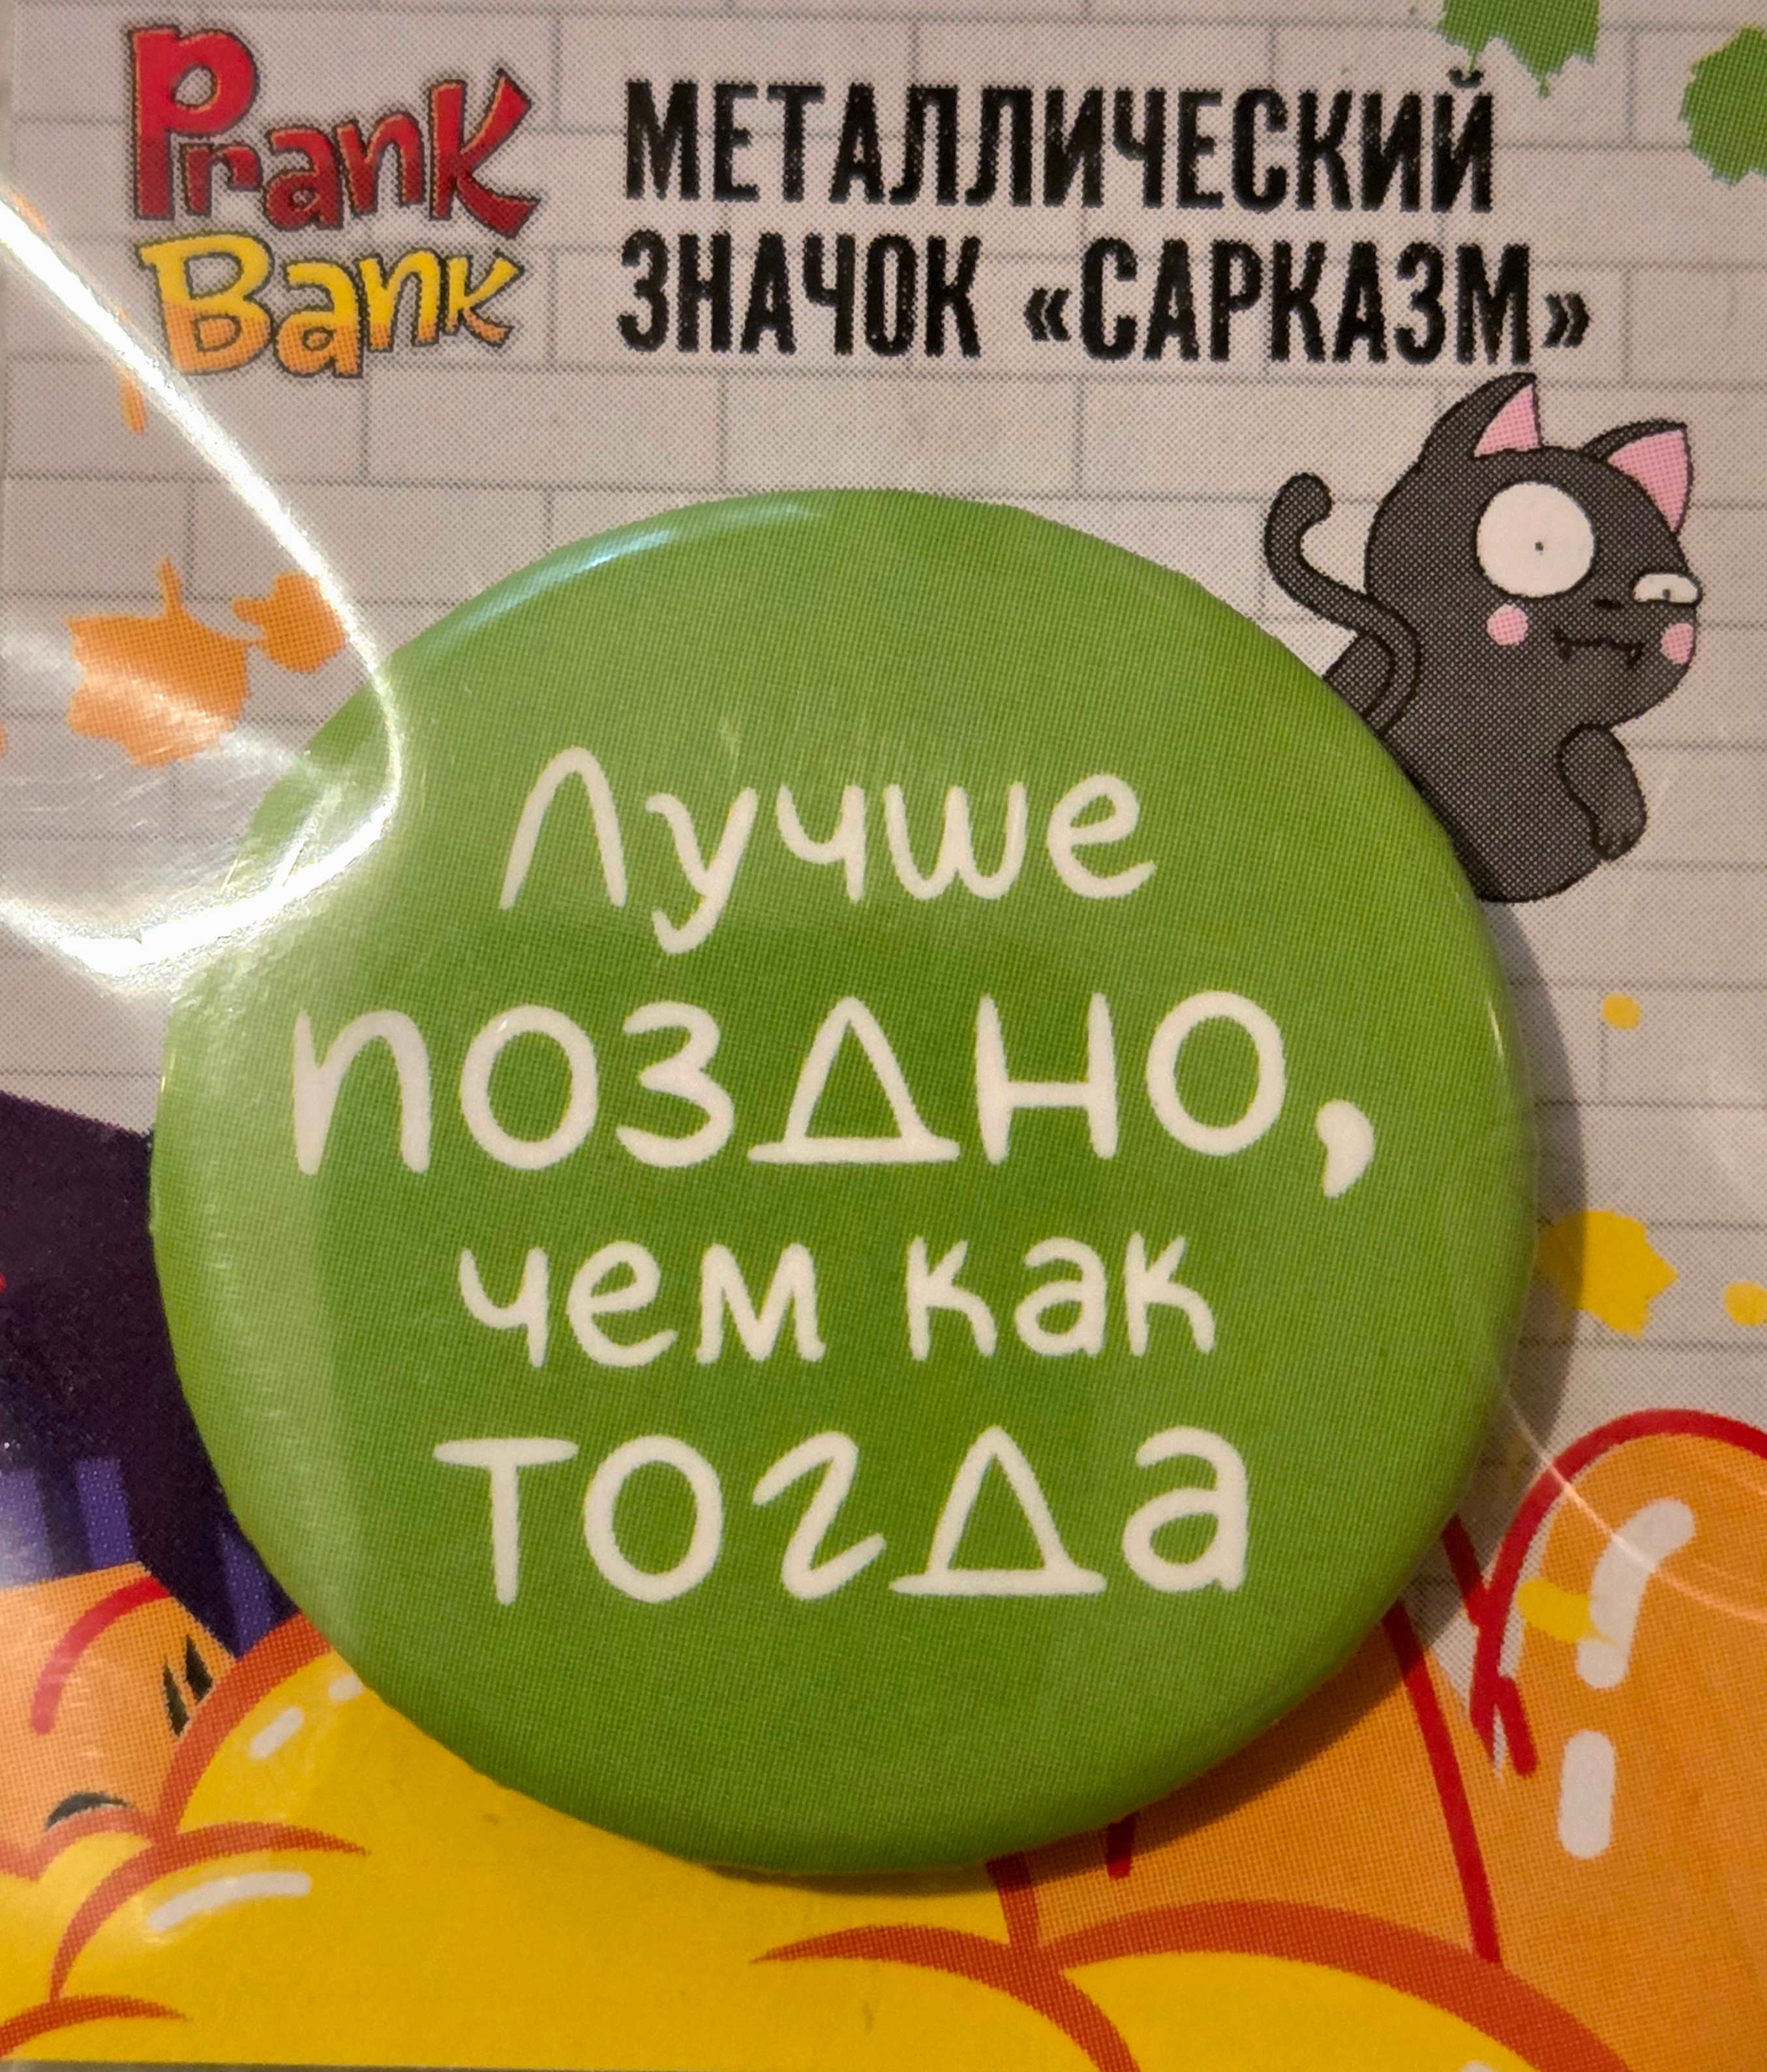 Prank
Bank
МЕТАЛЛИЧЕСКИЙ
ЗНАЧОК «САРКАЗМ»
Лучше
поздно,
чем как
тогда